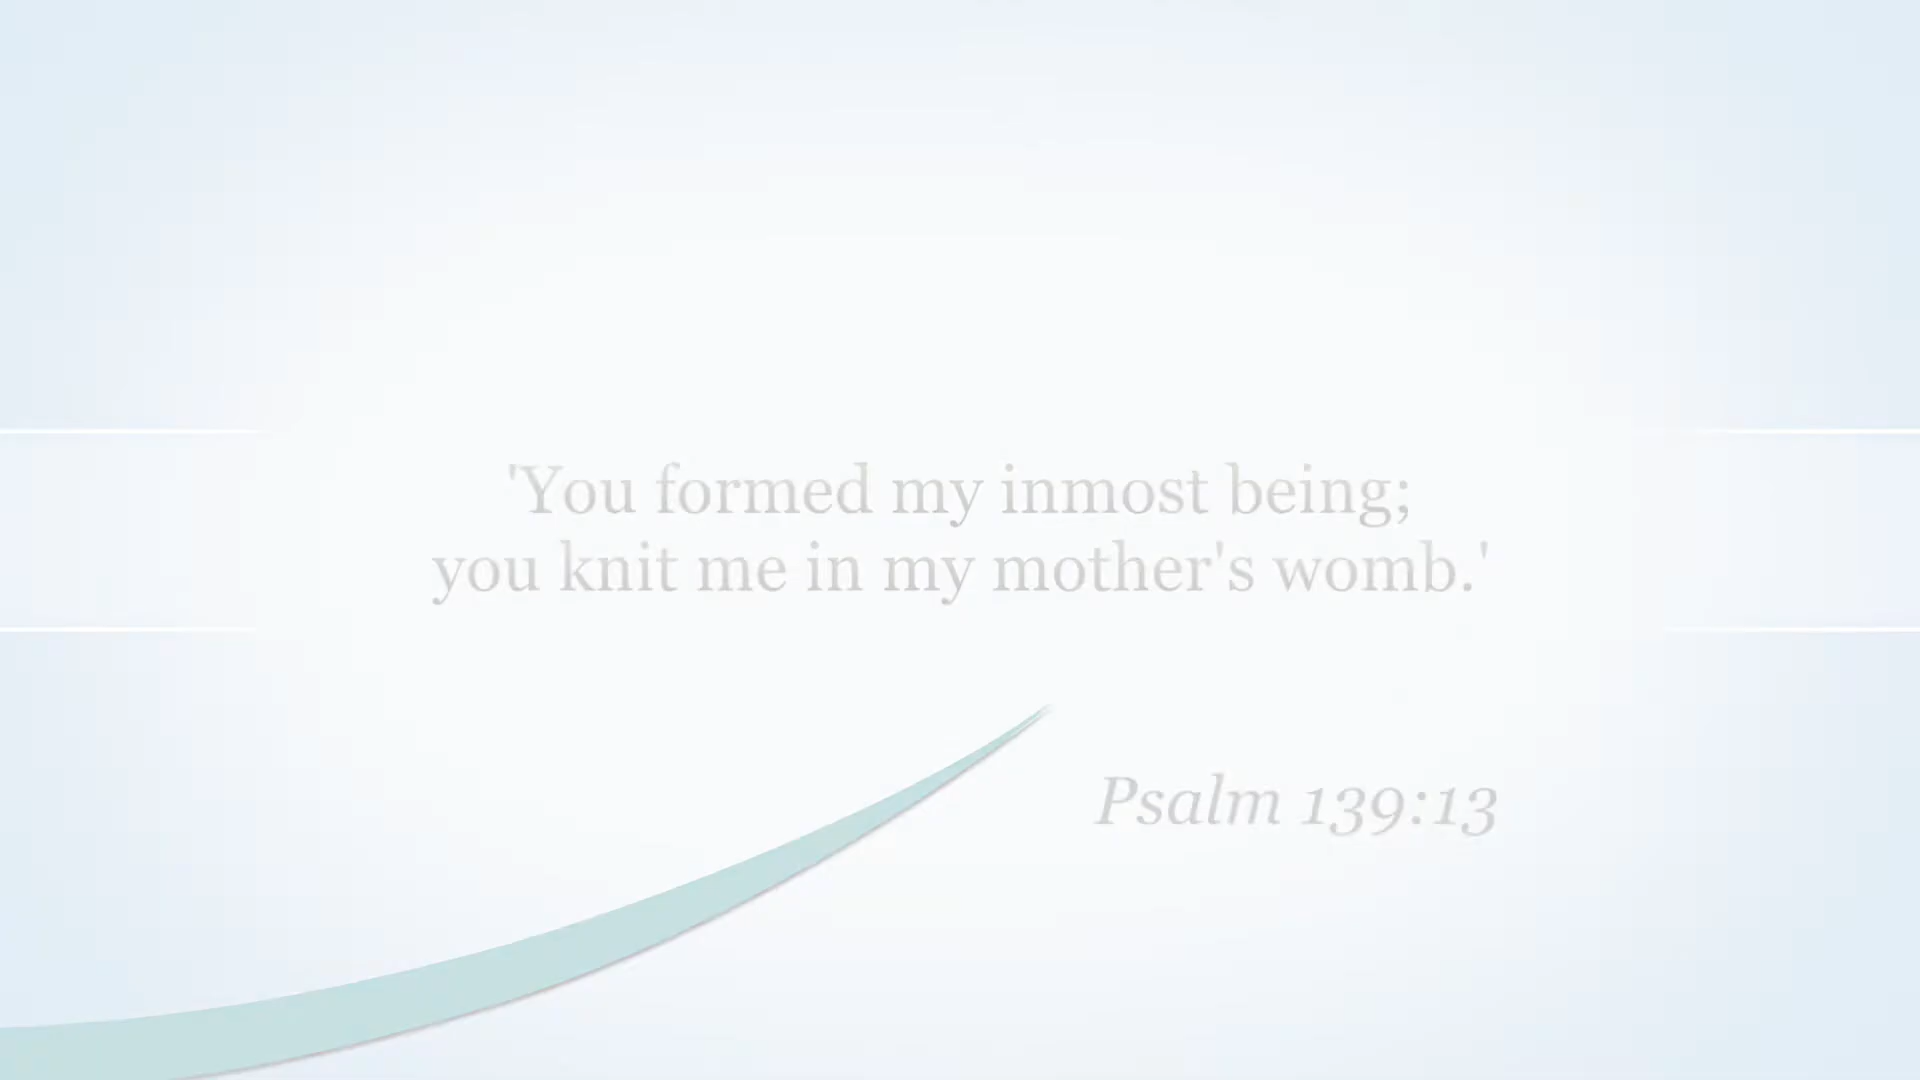 'You formed my inmost being;
you knit me in my mother's womb.'
Psalm 139:13